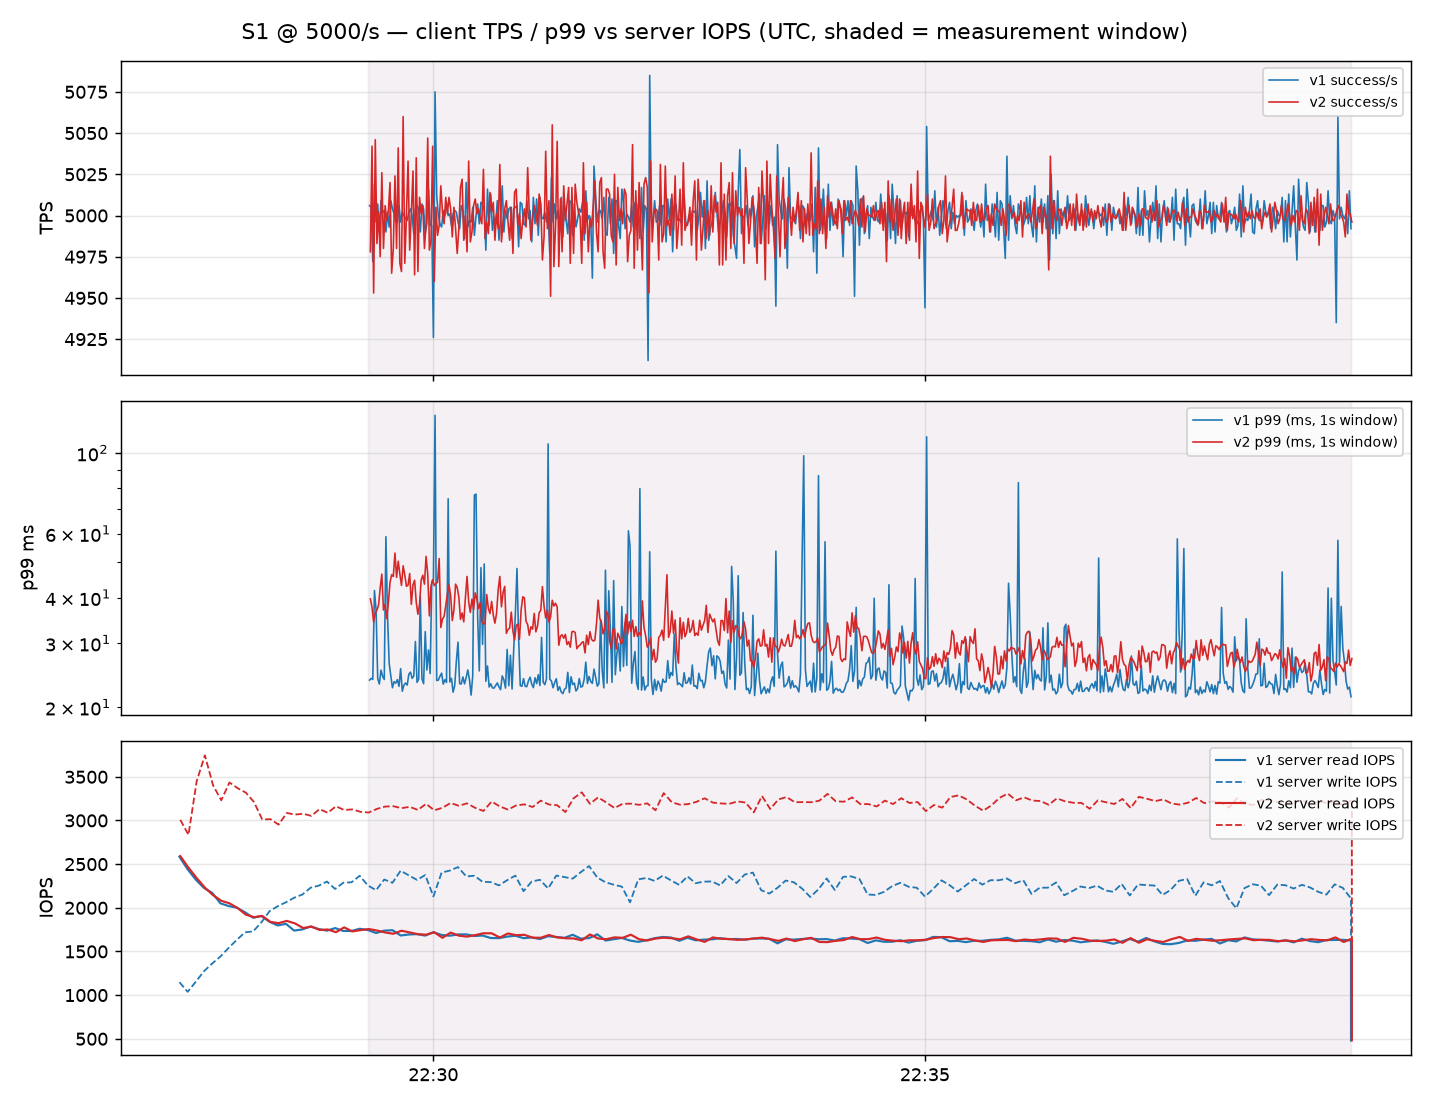 S1 @ 5000/s — client TPS / p99 vs server IOPS (UTC, shaded = measurement window)
TPS
5075
5050
5025
5000
4975
4950
4925
v1 success/s
v2 success/s
p99 ms
10²
6 × 10¹
4 × 10¹
3 × 10¹
2 × 10¹
v1 p99 (ms, 1s window)
v2 p99 (ms, 1s window)
IOPS
3500
3000
2500
2000
1500
1000
500
v1 server read IOPS
v1 server write IOPS
v2 server read IOPS
v2 server write IOPS
22:30
22:35